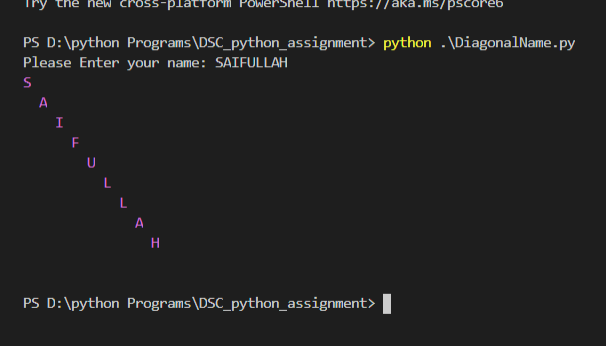 Try the new cross-platform PowerShell https://aka.ms/pscore6
PS D:\python Programs\DSC_python_assignment> python .\DiagonalName.py
Please Enter your name: SAIFULLAH
S
  A
    I
      F
        U
          L
            L
              A
                H
PS D:\python Programs\DSC_python_assignment>